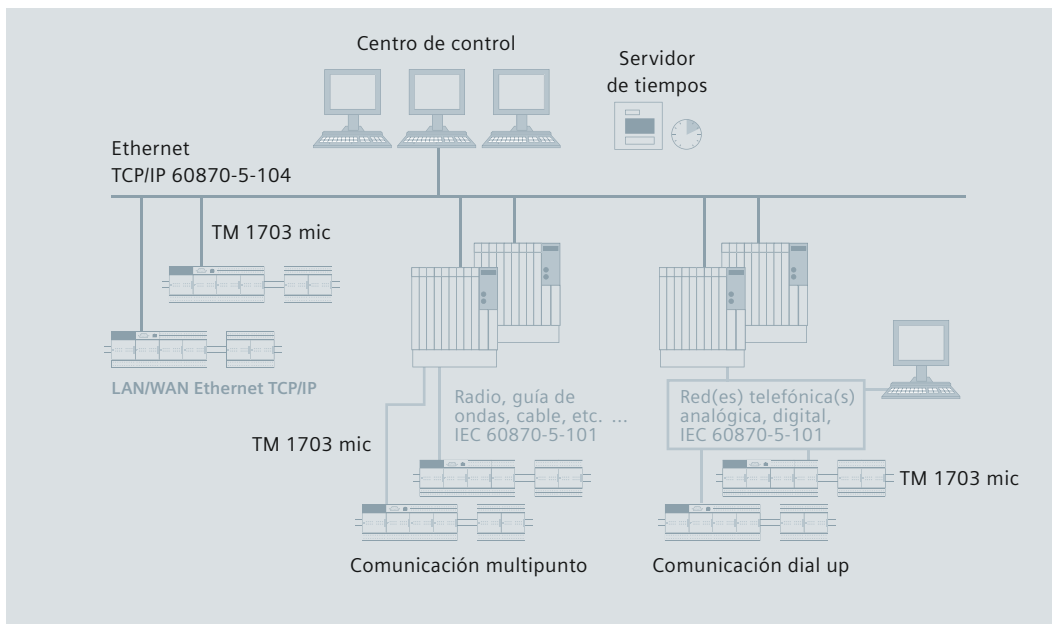 Centro de control
Servidor
de tiempos
Ethernet
TCP/IP 60870-5-104
TM 1703 mic
LAN/WAN Ethernet TCP/IP
Radio, guía de
ondas, cable, etc. ...
IEC 60870-5-101
Red(es) telefónica(s)
analógica, digital,
IEC 60870-5-101
TM 1703 mic
TM 1703 mic
Comunicación multipunto
Comunicación dial up